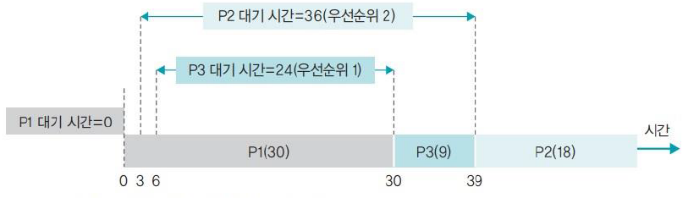 P2 대기 시간=36(우선순위 2)
P3 대기 시간=24(우선순위 1)
P1 대기 시간=0
시간
P1(30) P3(9) P2(18)
0 3 6 30 39